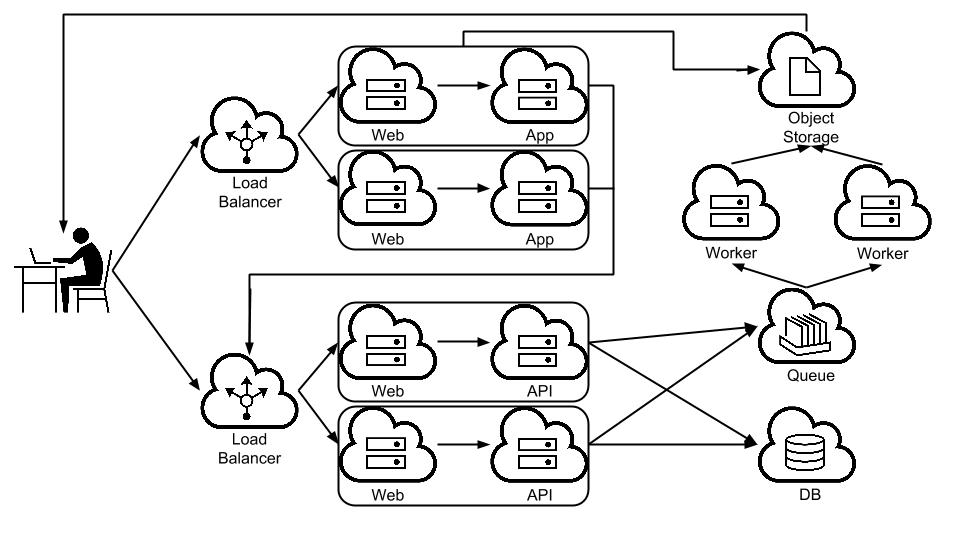 Object
Storage
Web
App
Load
Balancer
Web
App
Worker
Worker
Queue
Web
API
Load
Balancer
Web
API
DB